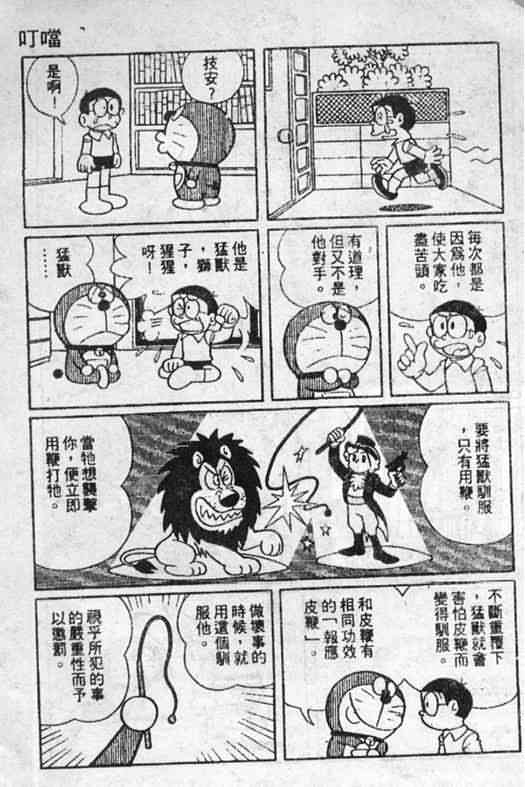 叮噹
技安？
是啊！
每次都是
因爲他，
使大家吃
盡苦頭。
有道理，
但又不是
他對手。
他是
猛獸
，獅
子，
猩猩
呀！
猛獸
……
要將猛獸馴服
，只有用鞭。
當牠想襲擊
你，便立即
用鞭打牠。
不斷重覆下
，猛獸就會
害怕皮鞭而
變得馴服。
和皮鞭有
相同功效
的「報應
皮鞭」。
做壞事的
時候，就
用這個馴
服他。
視乎所犯的事
的嚴重性而予
以懲罰。